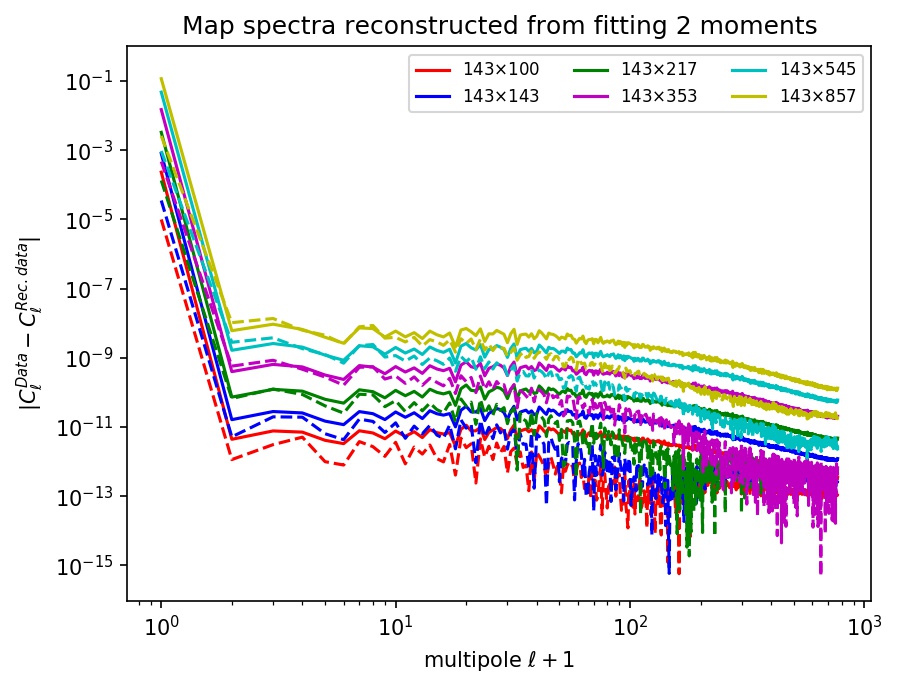 Map spectra reconstructed from fitting 2 moments
143×100 143×217 143×545
143×143 143×353 143×857
|C_ℓ^{Data} − C_ℓ^{Rec.data}|
10^{-1}
10^{-3}
10^{-5}
10^{-7}
10^{-9}
10^{-11}
10^{-13}
10^{-15}
10^0 10^1 10^2 10^3
multipole ℓ + 1